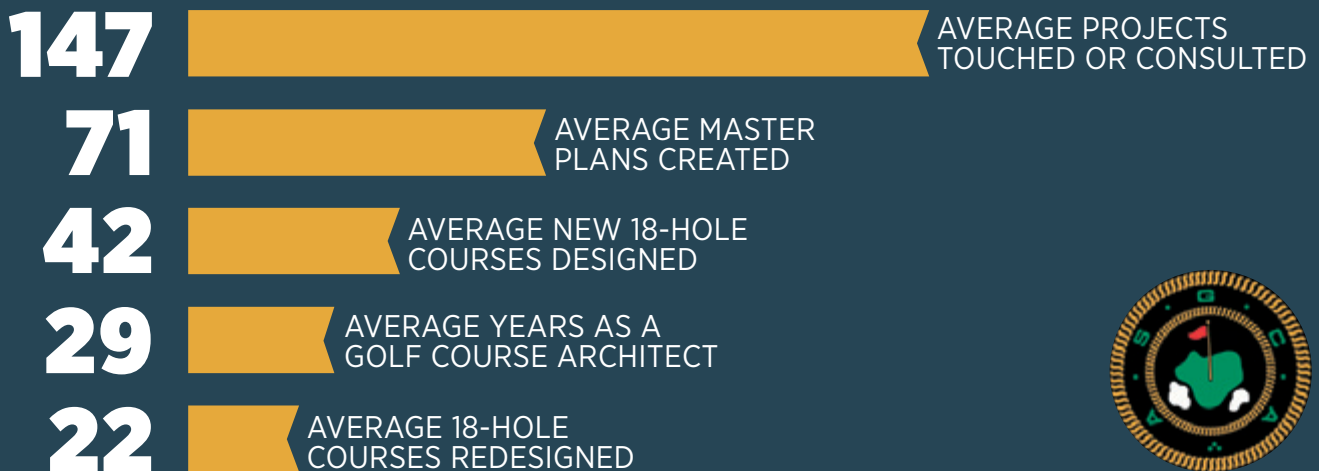 147
AVERAGE PROJECTS
TOUCHED OR CONSULTED
71
AVERAGE MASTER
PLANS CREATED
42
AVERAGE NEW 18-HOLE
COURSES DESIGNED
29
AVERAGE YEARS AS A
GOLF COURSE ARCHITECT
22
AVERAGE 18-HOLE
COURSES REDESIGNED
A S G C A